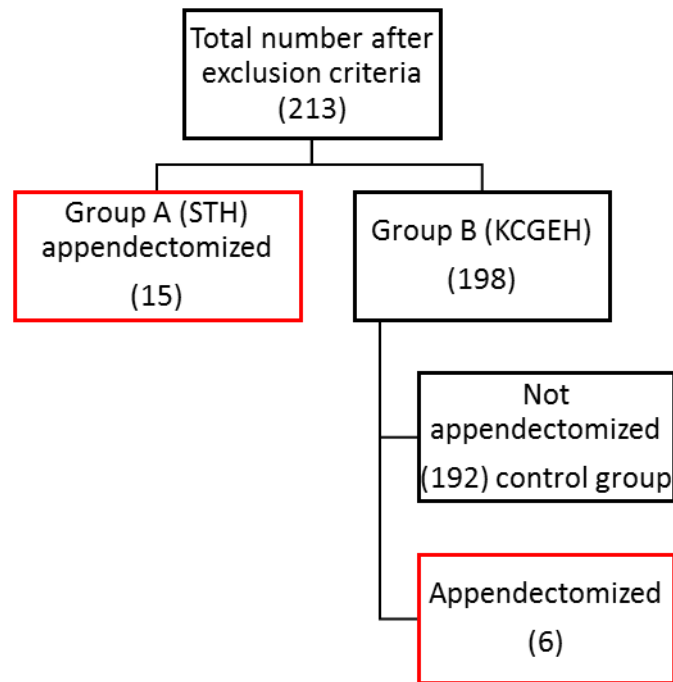 Total number after
exclusion criteria
(213)
Group A (STH)
appendectomized
(15)
Group B (KCGEH)
(198)
Not
appendectomized
(192) control group
Appendectomized
(6)